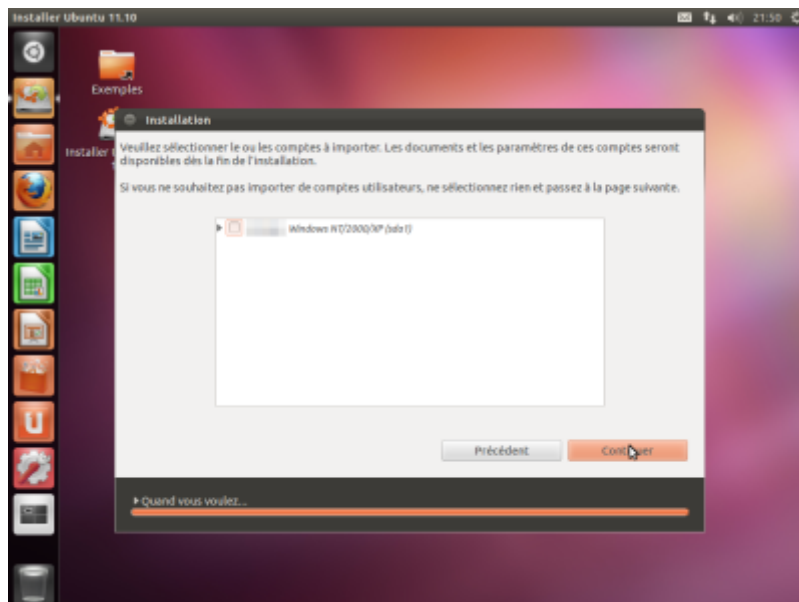 Installer Ubuntu 11.10
21:50
Exemples
Installer
Installation
Veuillez sélectionner le ou les comptes à importer. Les documents et les paramètres de ces comptes seront
disponibles dès la fin de l'installation.
Si vous ne souhaitez pas importer de comptes utilisateurs, ne sélectionnez rien et passez à la page suivante.
Windows NT/2000/XP (sda1)
Précédent
Continuer
Quand vous voulez...